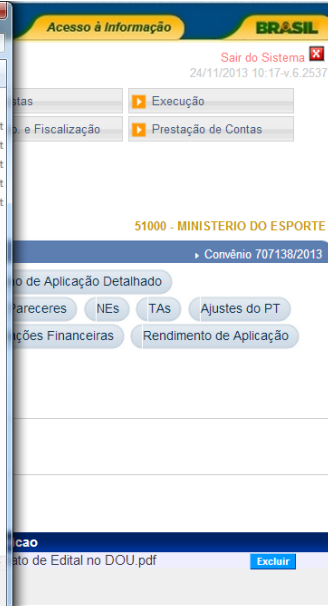 Acesso à Informação BRASIL
Sair do Sistema X
24/11/2013 10:17-v.6.2537
Execução
e Fiscalização Prestação de Contas
51000 - MINISTERIO DO ESPORTE
Convênio 707138/2013
de Aplicação Detalhado
Pareceres NEs TAs Ajustes do PT
Financeiras Rendimento de Aplicação
de Edital no DOU.pdf Excluir